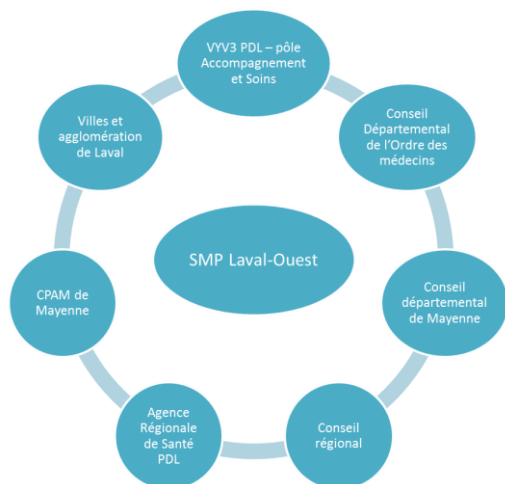 VYV3 PDL – pôle
Accompagnement
et Soins
Conseil
Départemental
de l'Ordre des
médecins
Conseil
départemental
de Mayenne
Conseil
régional
Agence
Régionale
de Santé
PDL
CPAM de
Mayenne
Villes et
agglomération
de Laval
SMP Laval-Ouest